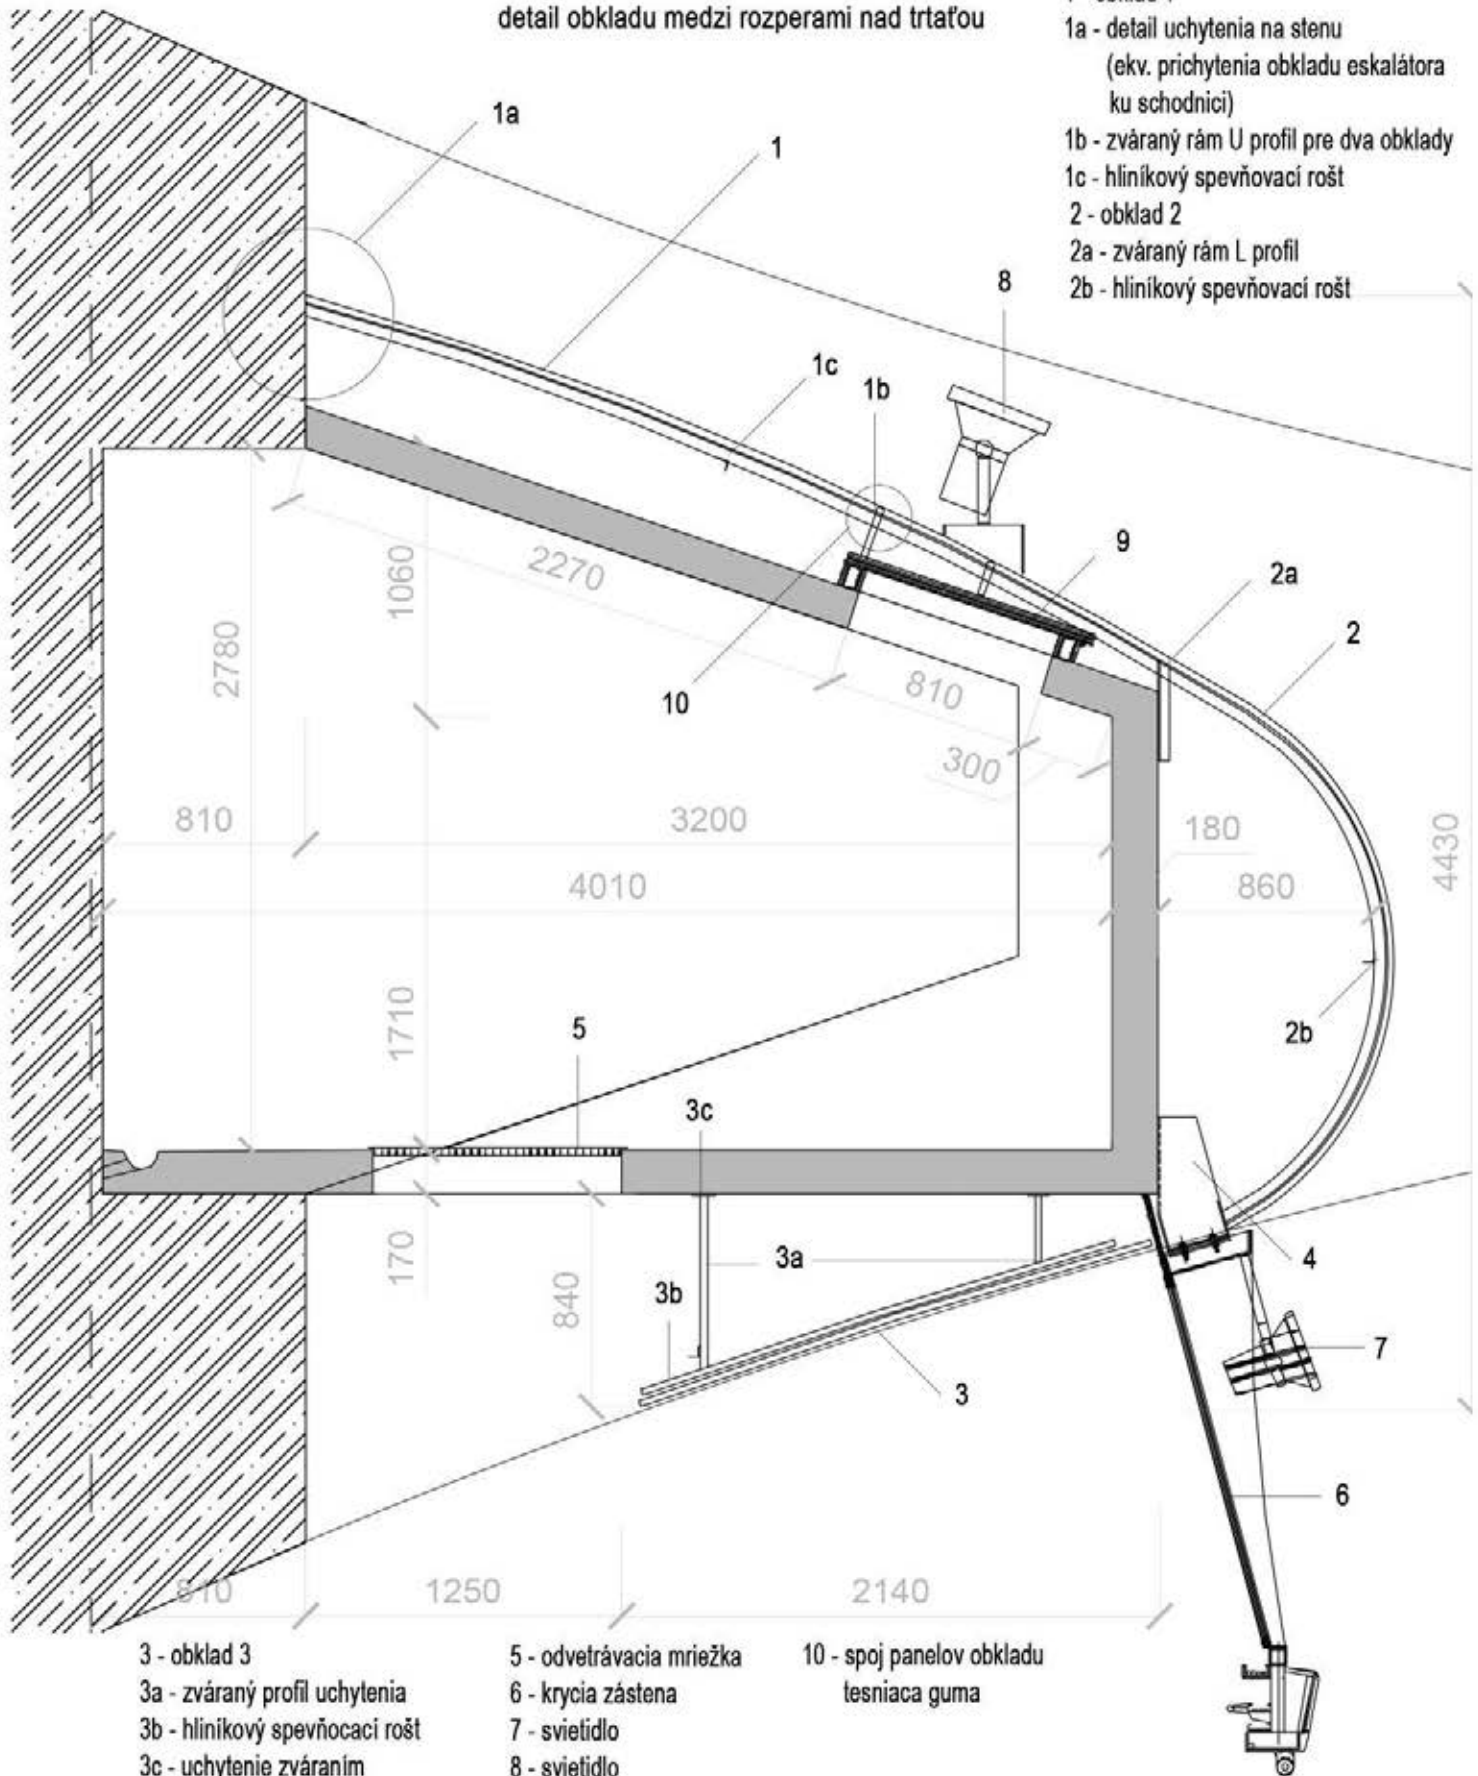 detail obkladu medzi rozperami nad trtaťou
1a - detail uchytenia na stenu
(ekv. prichytenia obkladu eskalátora
ku schodnici)
1b - zváraný rám U profil pre dva obklady
1c - hliníkový spevňovací rošt
2 - obklad 2
2a - zváraný rám L profil
2b - hliníkový spevňovací rošt
1a
1
8
1c
1b
9
2a
2
10
2270
1060
2780
810
300
810
3200
180
4010
860
4430
1710
5
2b
3c
170
3a
840
3b
4
7
3
6
810
1250
2140
3 - obklad 3
3a - zváraný profil uchytenia
3b - hliníkový spevňocací rošt
3c - uchytenie zváraním
5 - odvetrávacia mriežka
6 - krycia zástena
7 - svietidlo
8 - svietidlo
10 - spoj panelov obkladu
tesniaca guma